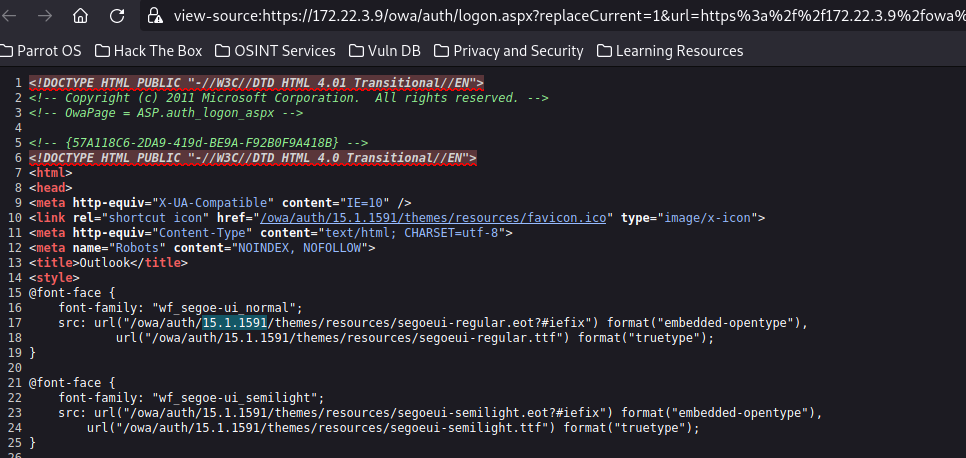 view-source:https://172.22.3.9/owa/auth/logon.aspx?replaceCurrent=1&url=https%3a%2f%2f172.22.3.9%2fowa%
Parrot OS Hack The Box OSINT Services Vuln DB Privacy and Security Learning Resources
1 <!DOCTYPE HTML PUBLIC "-//W3C//DTD HTML 4.01 Transitional//EN">
2 <!-- Copyright (c) 2011 Microsoft Corporation.  All rights reserved. -->
3 <!-- OwaPage = ASP.auth_logon_aspx -->
4
5 <!-- {57A118C6-2DA9-419d-BE9A-F92B0F9A418B} -->
6 <!DOCTYPE HTML PUBLIC "-//W3C//DTD HTML 4.0 Transitional//EN">
7 <html>
8 <head>
9 <meta http-equiv="X-UA-Compatible" content="IE=10" />
10 <link rel="shortcut icon" href="/owa/auth/15.1.1591/themes/resources/favicon.ico" type="image/x-icon">
11 <meta http-equiv="Content-Type" content="text/html; CHARSET=utf-8">
12 <meta name="Robots" content="NOINDEX, NOFOLLOW">
13 <title>Outlook</title>
14 <style>
15 @font-face {
16     font-family: "wf_segoe-ui_normal";
17     src: url("/owa/auth/15.1.1591/themes/resources/segoeui-regular.eot?#iefix") format("embedded-opentype"),
18             url("/owa/auth/15.1.1591/themes/resources/segoeui-regular.ttf") format("truetype");
19 }
20
21 @font-face {
22     font-family: "wf_segoe-ui_semilight";
23     src: url("/owa/auth/15.1.1591/themes/resources/segoeui-semilight.eot?#iefix") format("embedded-opentype"),
24         url("/owa/auth/15.1.1591/themes/resources/segoeui-semilight.ttf") format("truetype");
25 }
26